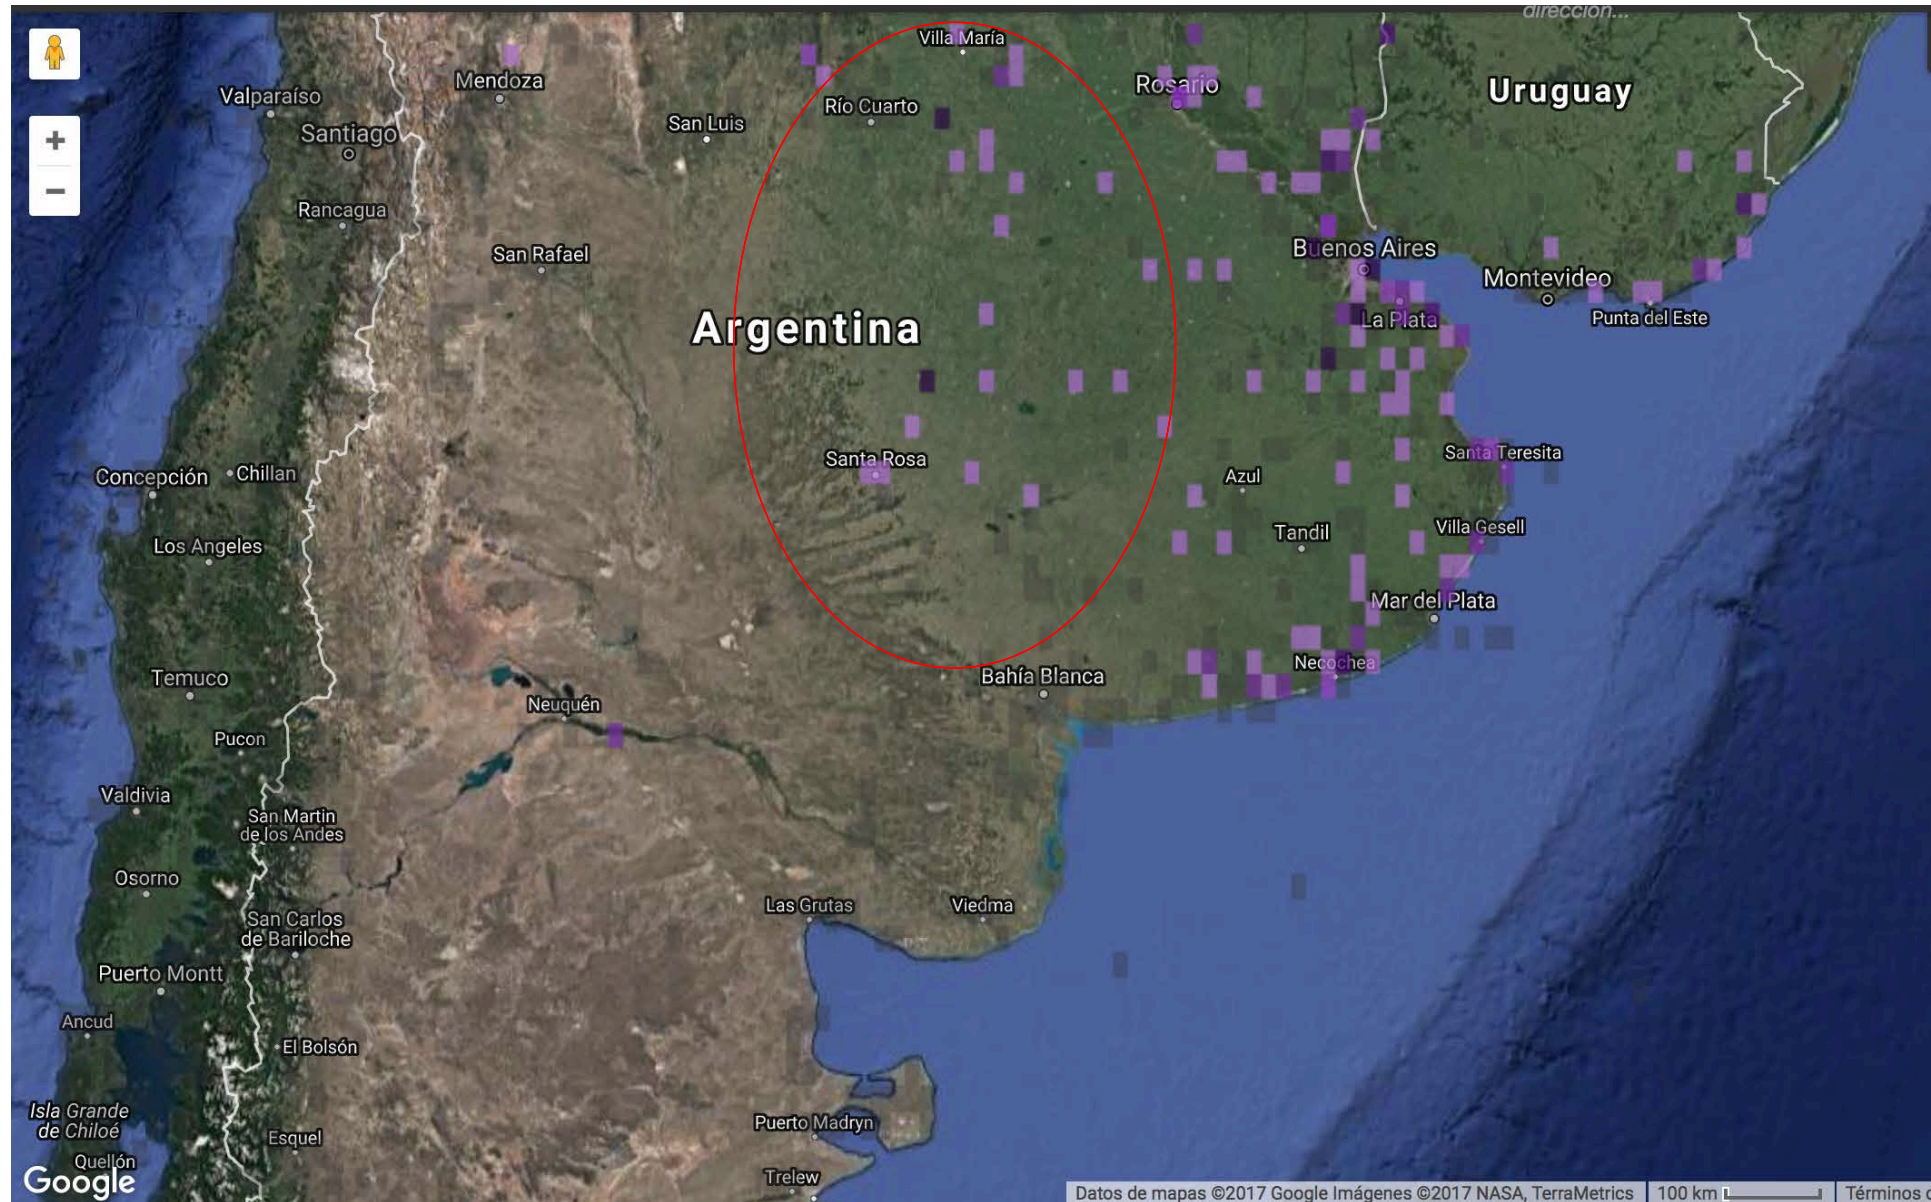 dirección...
Villa María
Mendoza
Rosario
Uruguay
Valparaíso
Río Cuarto
San Luis
Santiago
Rancagua
San Rafael
Buenos Aires
Montevideo
Argentina
La Plata
Punta del Este
Santa Rosa
Santa Teresita
Concepción
Chillan
Azul
Los Angeles
Tandil
Villa Gesell
Mar del Plata
Temuco
Bahía Blanca
Necochea
Neuquén
Pucon
Valdivia
San Martin
de los Andes
Osorno
Las Grutas
Viedma
San Carlos
de Bariloche
Puerto Montt
Ancud
El Bolsón
Isla Grande
de Chiloé
Esquel
Puerto Madryn
Quellón
Trelew
Google
Datos de mapas ©2017 Google Imágenes ©2017 NASA, TerraMetrics
100 km
Términos